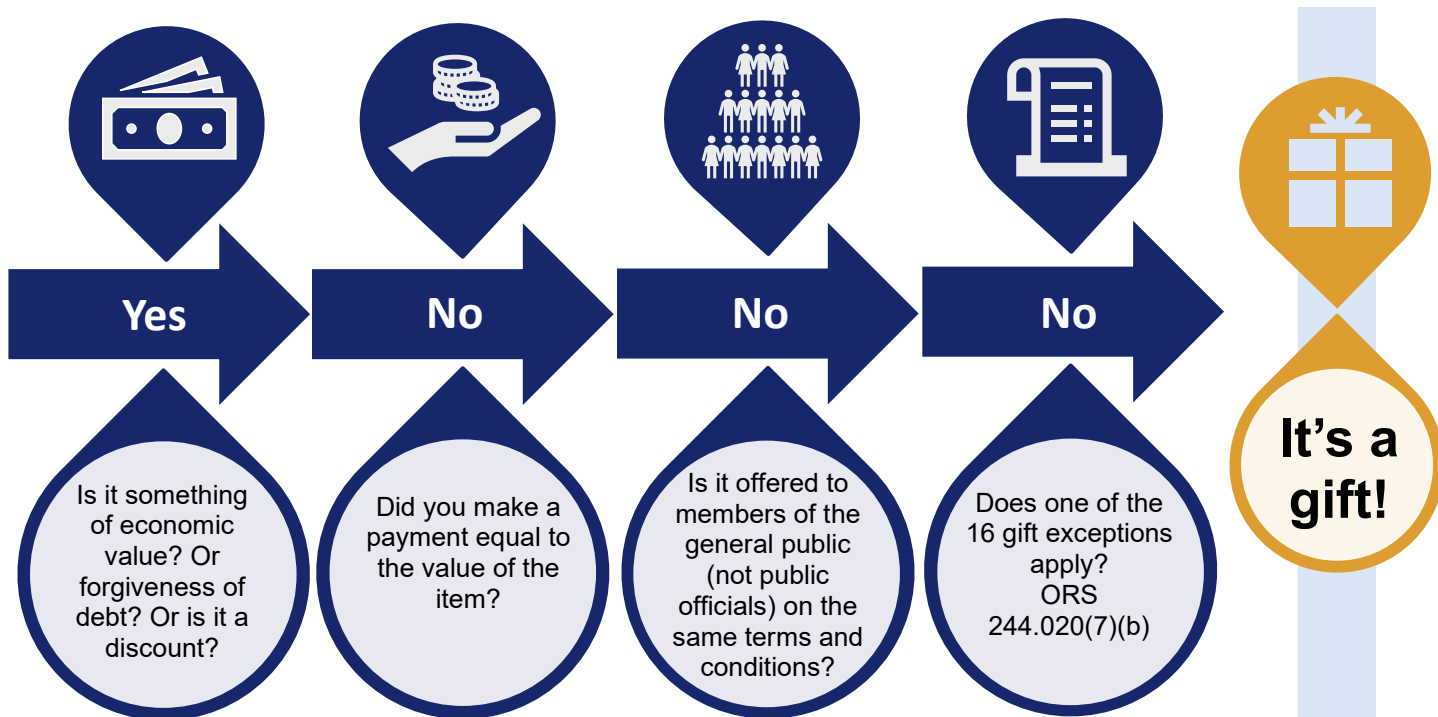 Yes
No
No
No
Is it something
of economic
value? Or
forgiveness of
debt? Or is it a
discount?
Did you make a
payment equal to
the value of the
item?
Is it offered to
members of the
general public
(not public
officials) on the
same terms and
conditions?
Does one of the
16 gift exceptions
apply?
ORS
244.020(7)(b)
It’s a
gift!